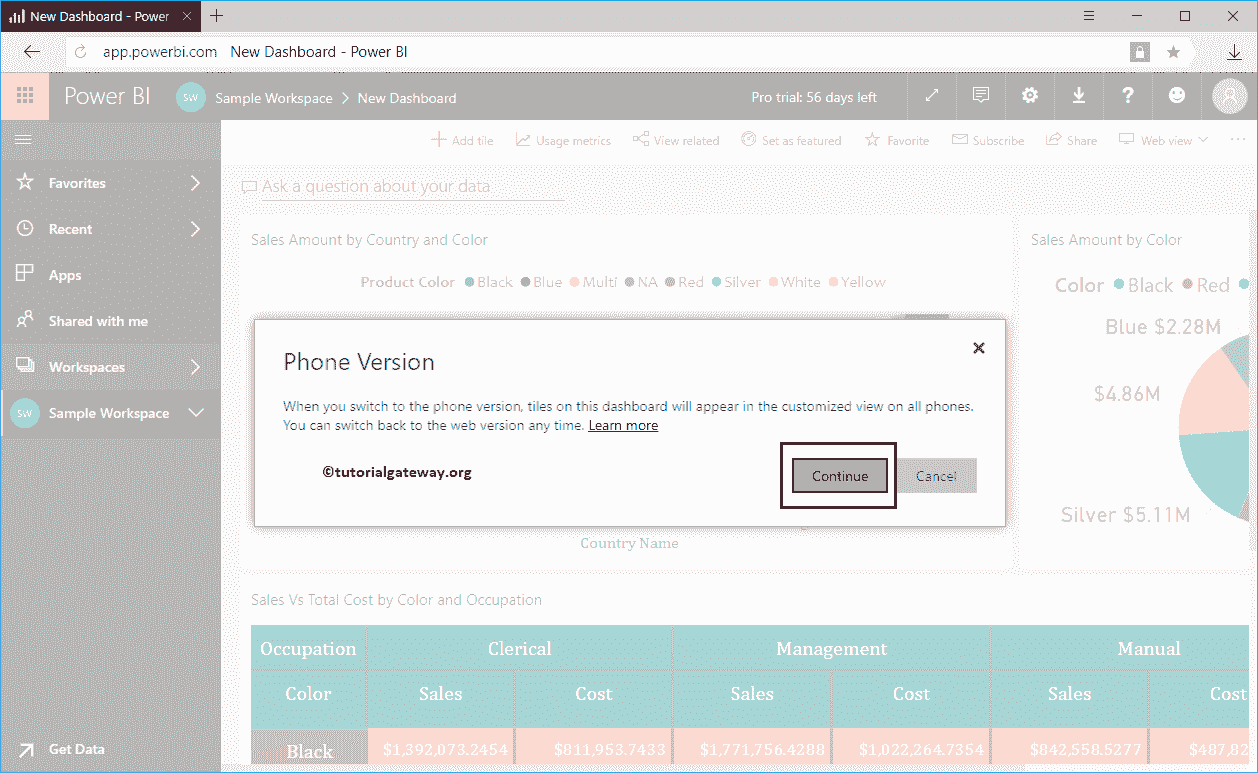 New Dashboard - Power
app.powerbi.com New Dashboard - Power BI
Power BI SW Sample Workspace > New Dashboard Pro trial: 56 days left
Add tile Usage metrics View related Set as featured Favorite Subscribe Share Web view
Favorites
Recent
Apps
Shared with me
Workspaces
SW Sample Workspace
Get Data
Ask a question about your data
Sales Amount by Country and Color
Product Color Black Blue Multi NA Red Silver White Yellow
Country Name
Sales Amount by Color
Color Black Red
Blue $2.28M
$4.86M
Silver $5.11M
Phone Version
When you switch to the phone version, tiles on this dashboard will appear in the customized view on all phones.
You can switch back to the web version any time. Learn more
©tutorialgateway.org
Continue Cancel
Sales Vs Total Cost by Color and Occupation
Occupation Clerical Management Manual
Color Sales Cost Sales Cost Sales Cost
Black $1,392,073.2454 $811,953.7433 $1,771,756.4288 $1,022,264.7354 $842,558.5277 $487,82